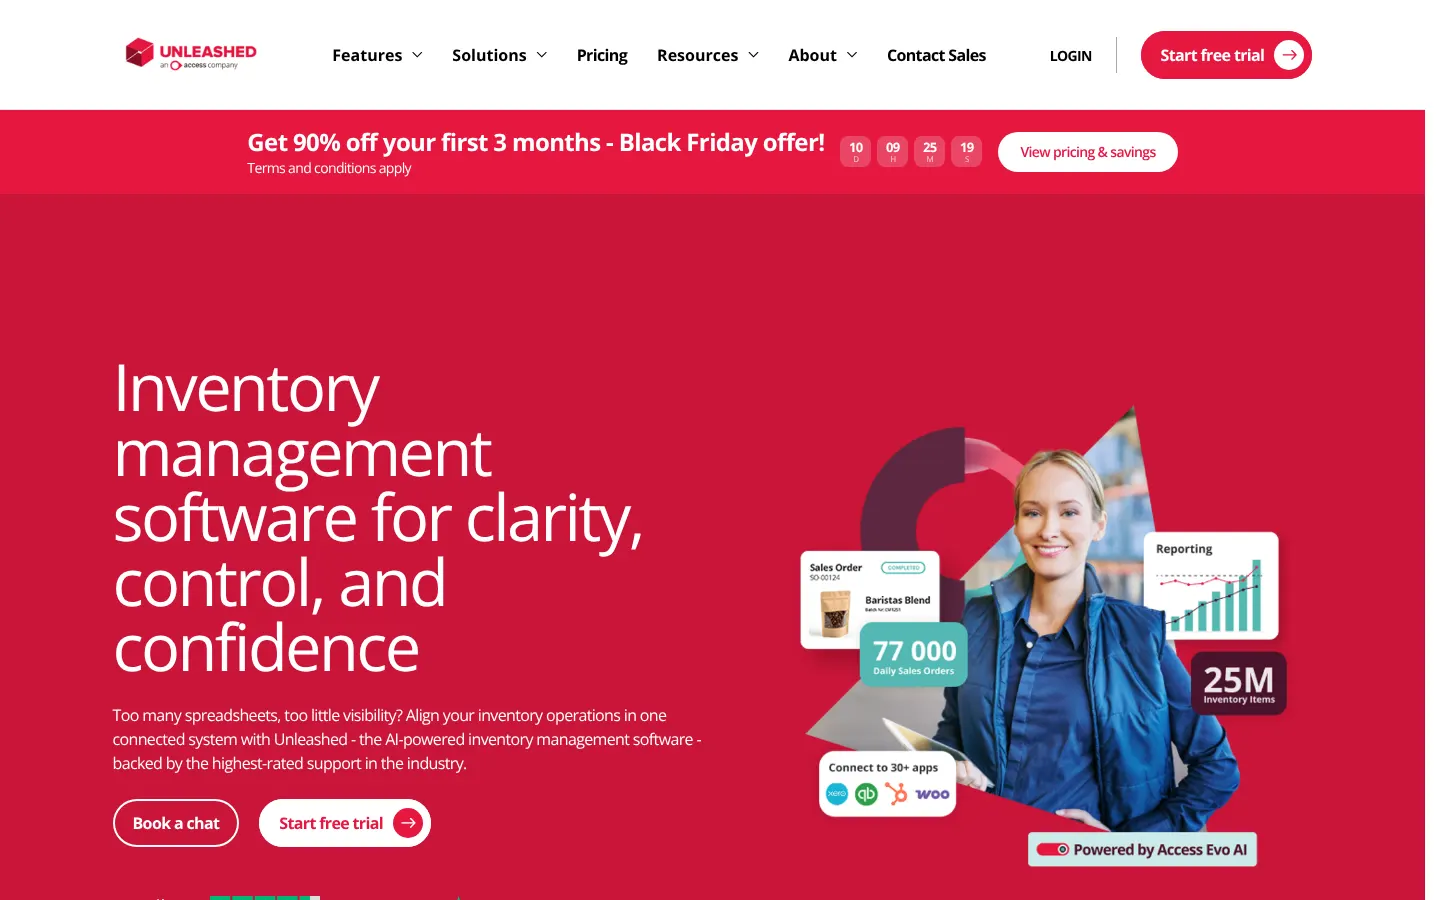 UNLEASHED
an access company
Features
Solutions
Pricing
Resources
About
Contact Sales
LOGIN
Start free trial
Get 90% off your first 3 months - Black Friday offer!
Terms and conditions apply
10 09 25 19
D H M S
View pricing & savings
Inventory
management
software for clarity,
control, and
confidence
Too many spreadsheets, too little visibility? Align your inventory operations in one
connected system with Unleashed - the AI-powered inventory management software -
backed by the highest-rated support in the industry.
Book a chat
Start free trial
Sales Order
COMPLETED
SO-00124
Baristas Blend
77 000
Daily Sales Orders
Reporting
25M
Inventory Items
Connect to 30+ apps
xero
qb
woo
Powered by Access Evo AI